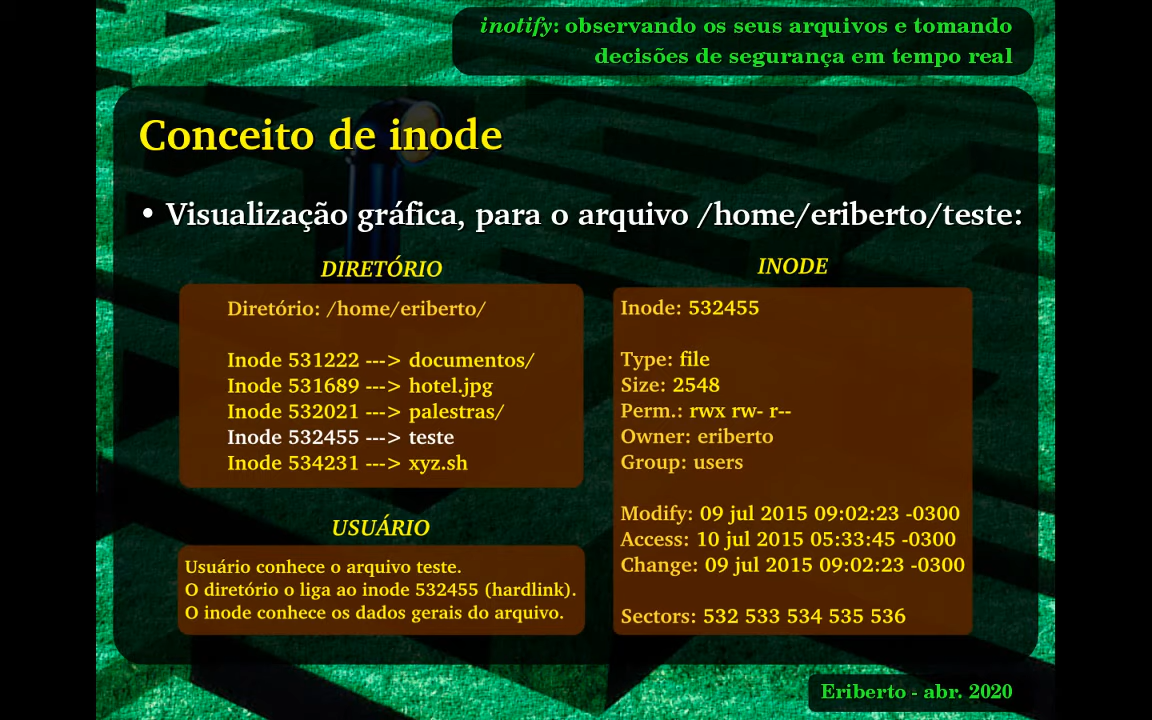 inotify: observando os seus arquivos e tomando
decisões de segurança em tempo real
Conceito de inode
• Visualização gráfica, para o arquivo /home/eriberto/teste:
DIRETÓRIO
Diretório: /home/eriberto/
Inode 531222 ---> documentos/
Inode 531689 ---> hotel.jpg
Inode 532021 ---> palestras/
Inode 532455 ---> teste
Inode 534231 ---> xyz.sh
USUÁRIO
Usuário conhece o arquivo teste.
O diretório o liga ao inode 532455 (hardlink).
O inode conhece os dados gerais do arquivo.
INODE
Inode: 532455
Type: file
Size: 2548
Perm.: rwx rw- r--
Owner: eriberto
Group: users
Modify: 09 jul 2015 09:02:23 -0300
Access: 10 jul 2015 05:33:45 -0300
Change: 09 jul 2015 09:02:23 -0300
Sectors: 532 533 534 535 536
Eriberto - abr. 2020